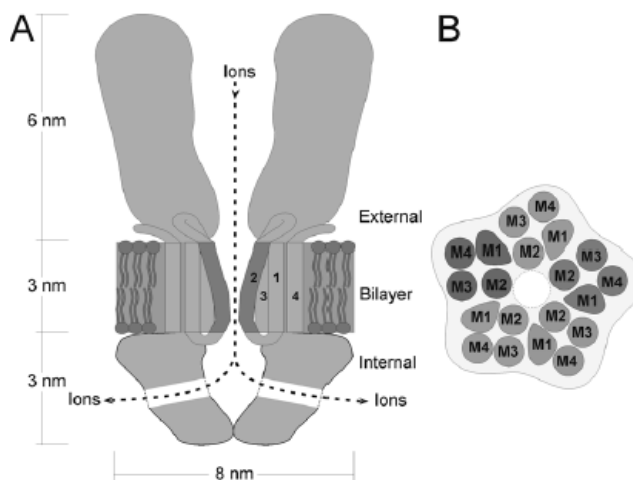 A
B
Ions
6 nm
External
3 nm
2 1
3 4
Bilayer
Internal
3 nm
Ions
Ions
8 nm
M4
M3
M1
M4 M1 M2 M3
M2 M4
M3 M2 M1
M1 M2 M2
M3
M4 M3 M1 M4